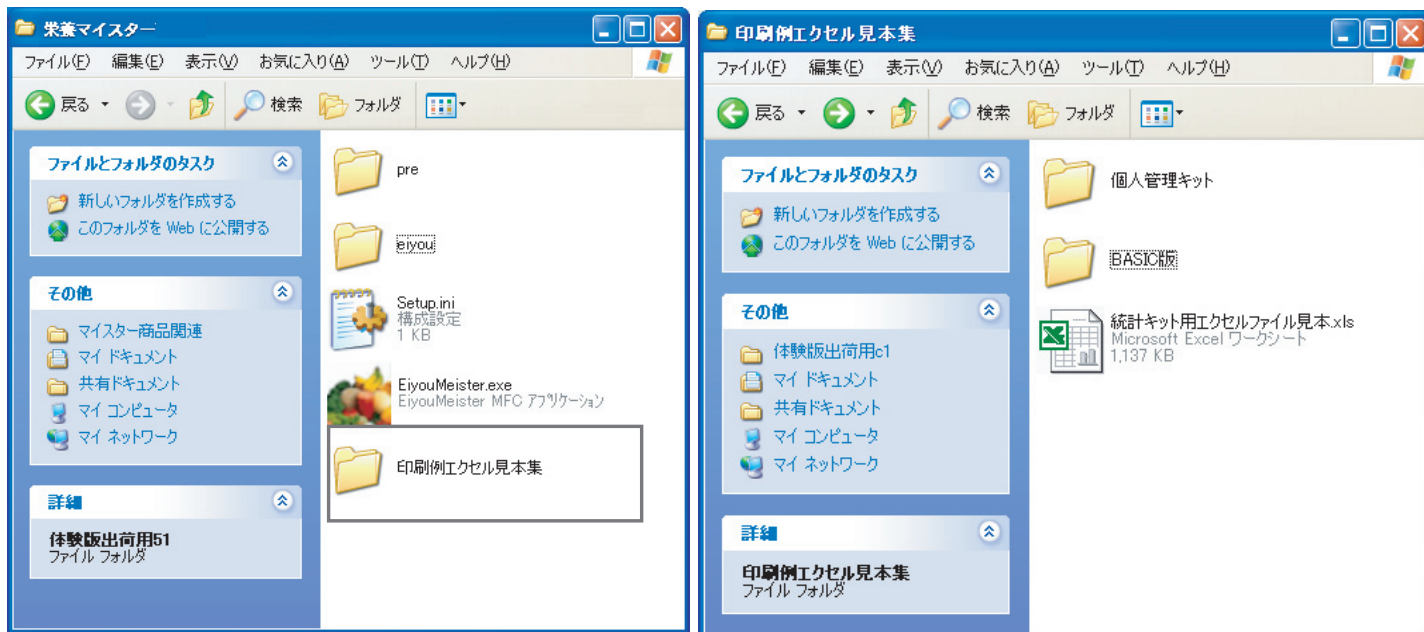 栄養マイスター
ファイル(F) 編集(E) 表示(V) お気に入り(A) ツール(T) ヘルプ(H)
戻る 検索 フォルダ
ファイルとフォルダのタスク
新しいフォルダを作成する
このフォルダを Web に公開する
その他
マイスター商品関連
マイ ドキュメント
共有ドキュメント
マイ コンピュータ
マイ ネットワーク
詳細
体験版出荷用51
ファイル フォルダ
pre
eiyou
Setup.ini
構成設定
1 KB
EiyouMeister.exe
EiyouMeister MFC アプリケーション
印刷例エクセル見本集
印刷例エクセル見本集
ファイル(F) 編集(E) 表示(V) お気に入り(A) ツール(T) ヘルプ(H)
戻る 検索 フォルダ
ファイルとフォルダのタスク
新しいフォルダを作成する
このフォルダを Web に公開する
その他
体験版出荷用c1
マイ ドキュメント
共有ドキュメント
マイ コンピュータ
マイ ネットワーク
詳細
印刷例エクセル見本集
ファイル フォルダ
個人管理キット
BASIC版
統計キット用エクセルファイル見本.xls
Microsoft Excel ワークシート
1,137 KB